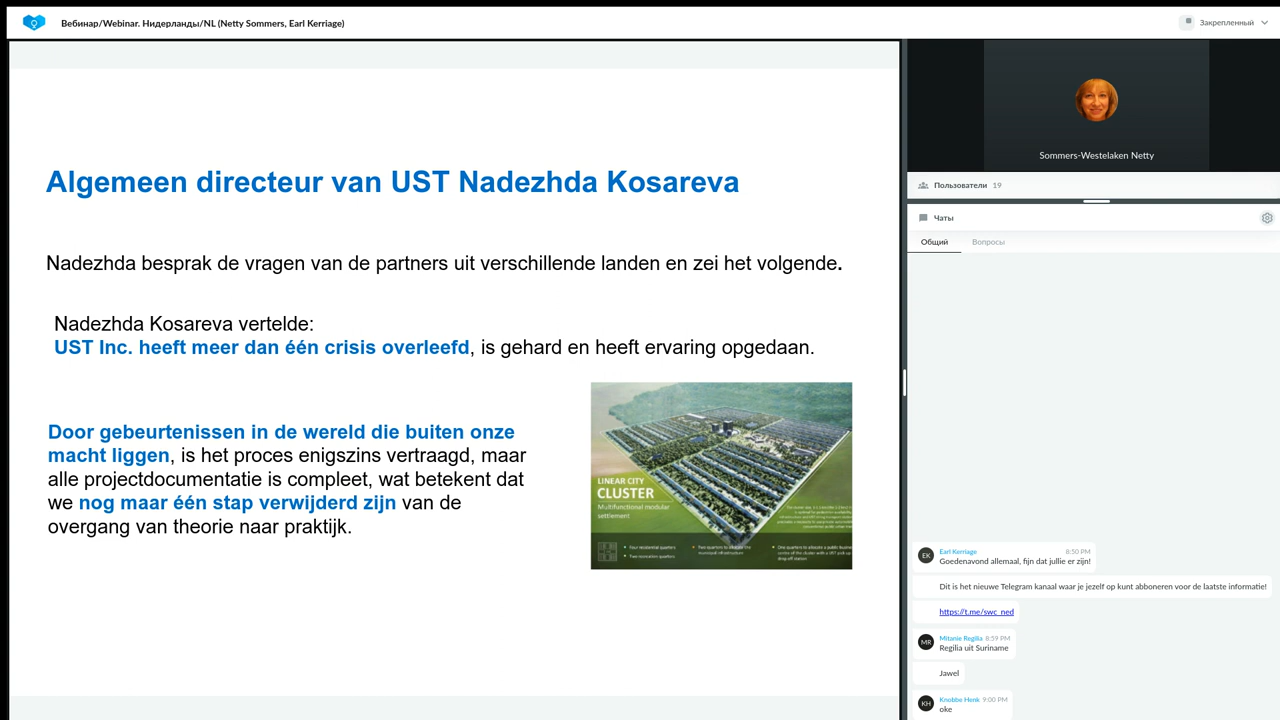 Вебинар/Webinar. Нидерланды/NL (Netty Sommers, Earl Kerriage)
Закрепленный
Algemeen directeur van UST Nadezhda Kosareva
Nadezhda besprak de vragen van de partners uit verschillende landen en zei het volgende.
Nadezhda Kosareva vertelde:
UST Inc. heeft meer dan één crisis overleefd, is gehard en heeft ervaring opgedaan.
Door gebeurtenissen in de wereld die buiten onze
macht liggen, is het proces enigszins vertraagd, maar
alle projectdocumentatie is compleet, wat betekent dat
we nog maar één stap verwijderd zijn van de
overgang van theorie naar praktijk.
LINEAR CITY
CLUSTER
Multifunctional modular
settlement
Four residential quarters
Sommers-Westelaken Netty
Пользователи 19
Чаты
Общий
Вопросы
EK
Earl Kerriage 8:50 PM
Goedenavond allemaal, fijn dat jullie er zijn!
Dit is het nieuwe Telegram kanaal waar je jezelf op kunt abboneren voor de laatste informatie!
https://t.me/swc_ned
MR
Mitanie Regilia 8:59 PM
Regilia uit Suriname
Jawel
KH
Knobbe Henk 9:00 PM
oke